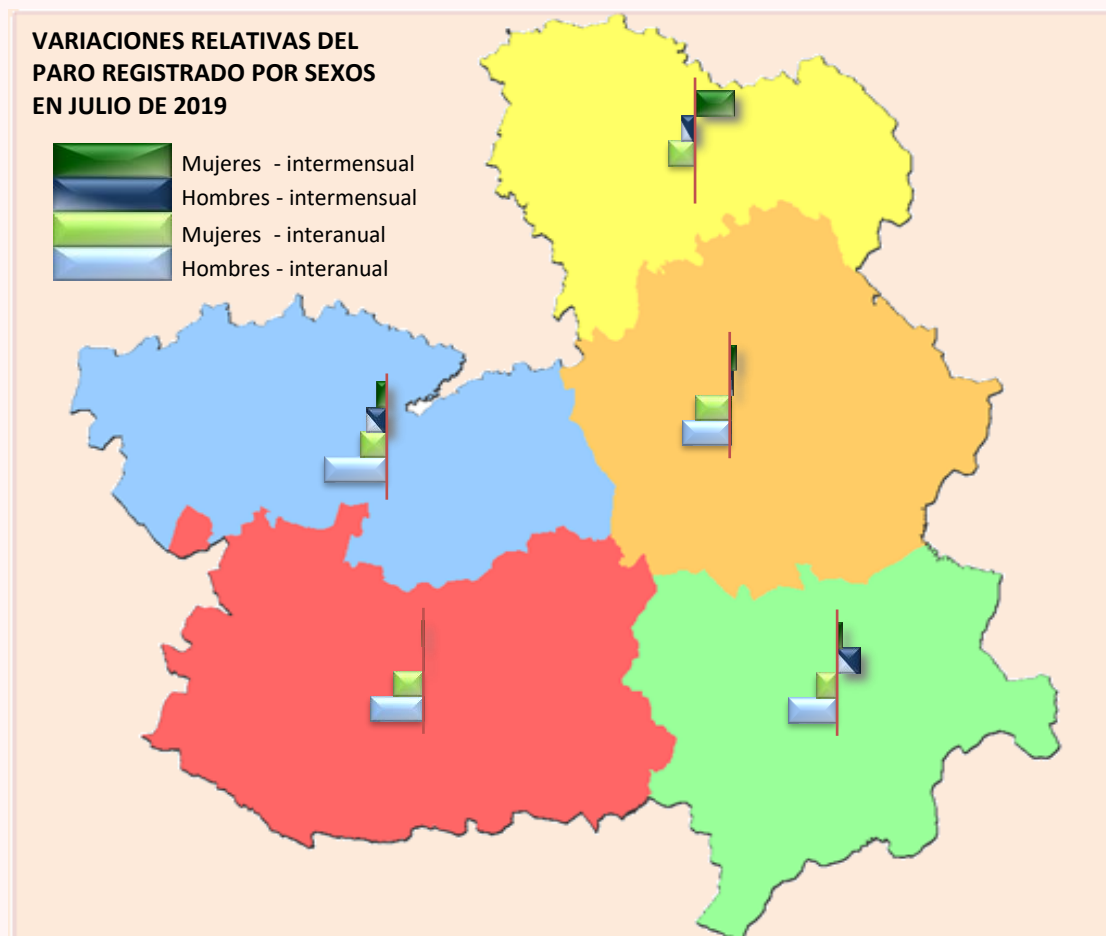 VARIACIONES RELATIVAS DEL
PARO REGISTRADO POR SEXOS
EN JULIO DE 2019
Mujeres - intermensual
Hombres - intermensual
Mujeres - interanual
Hombres - interanual